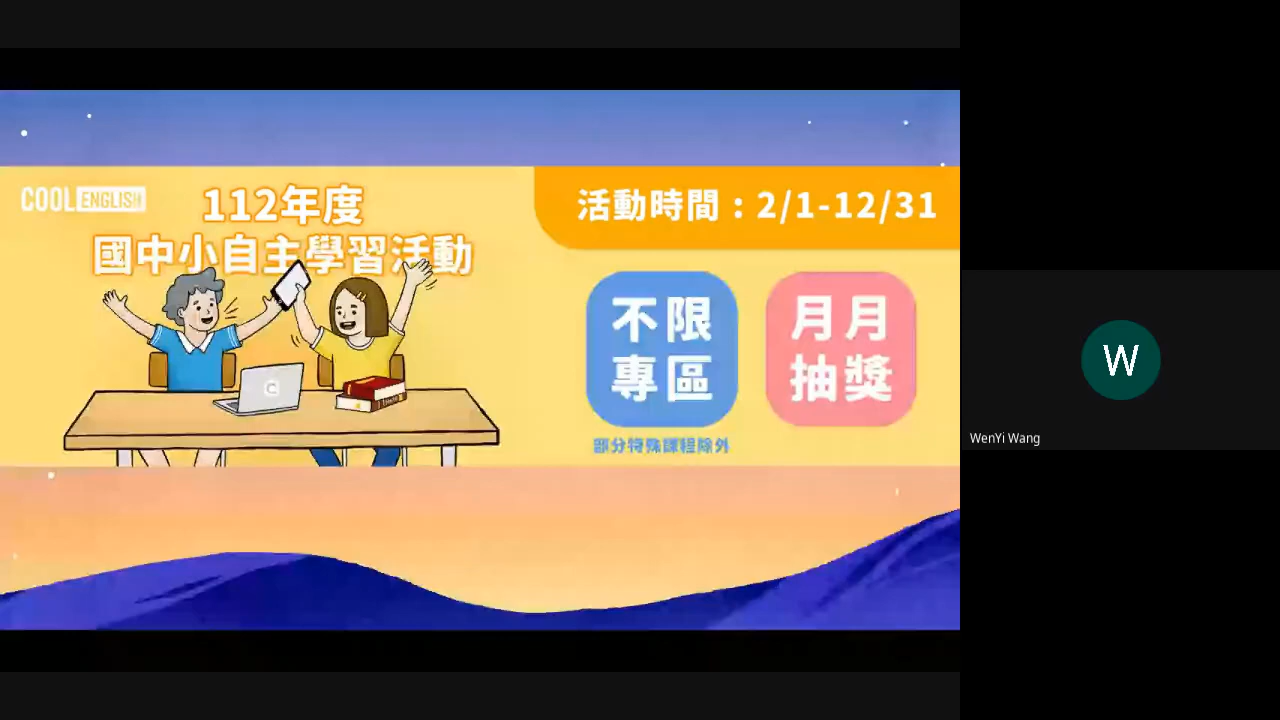 COOL ENGLISH
112年度
國中小自主學習活動
活動時間：2/1-12/31
不限
專區
月月
抽獎
部分特殊課程除外
C
W
WenYi Wang